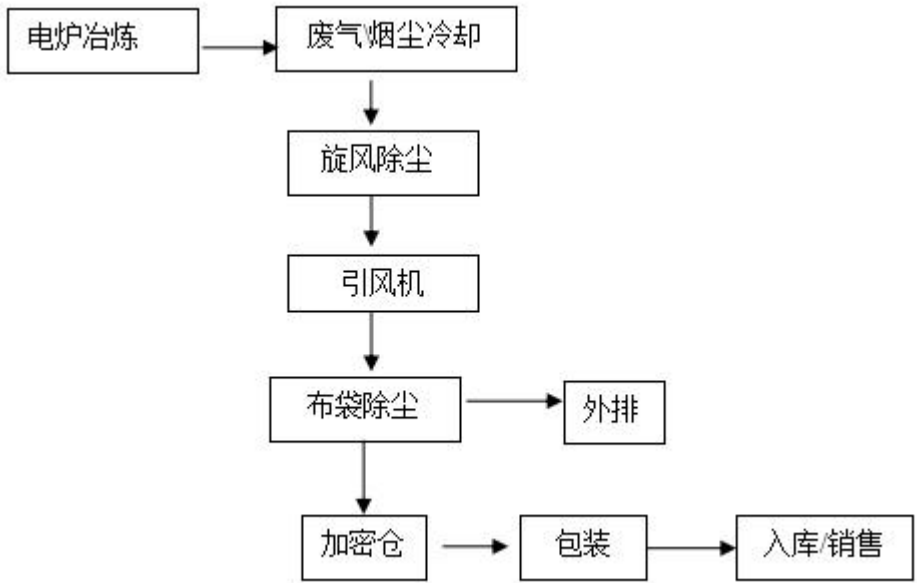 电炉冶炼
废气\烟尘冷却
旋风除尘
引风机
布袋除尘
外排
加密仓
包装
入库/销售